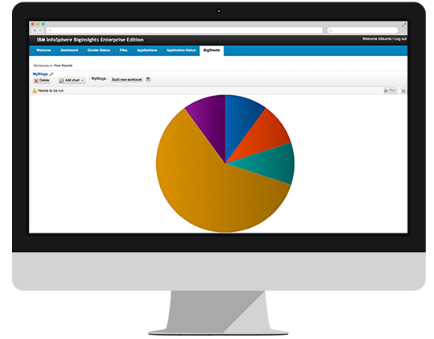 IBM InfoSphere BigInsights Enterprise Edition
Welcome biadmin | Log out
Welcome Dashboard Cluster Status Files Applications Application Status BigSheets
Workbooks > View Results
MyBlogs
Delete Add chart MyBlogs Build new workbook
Needs to be run
Run